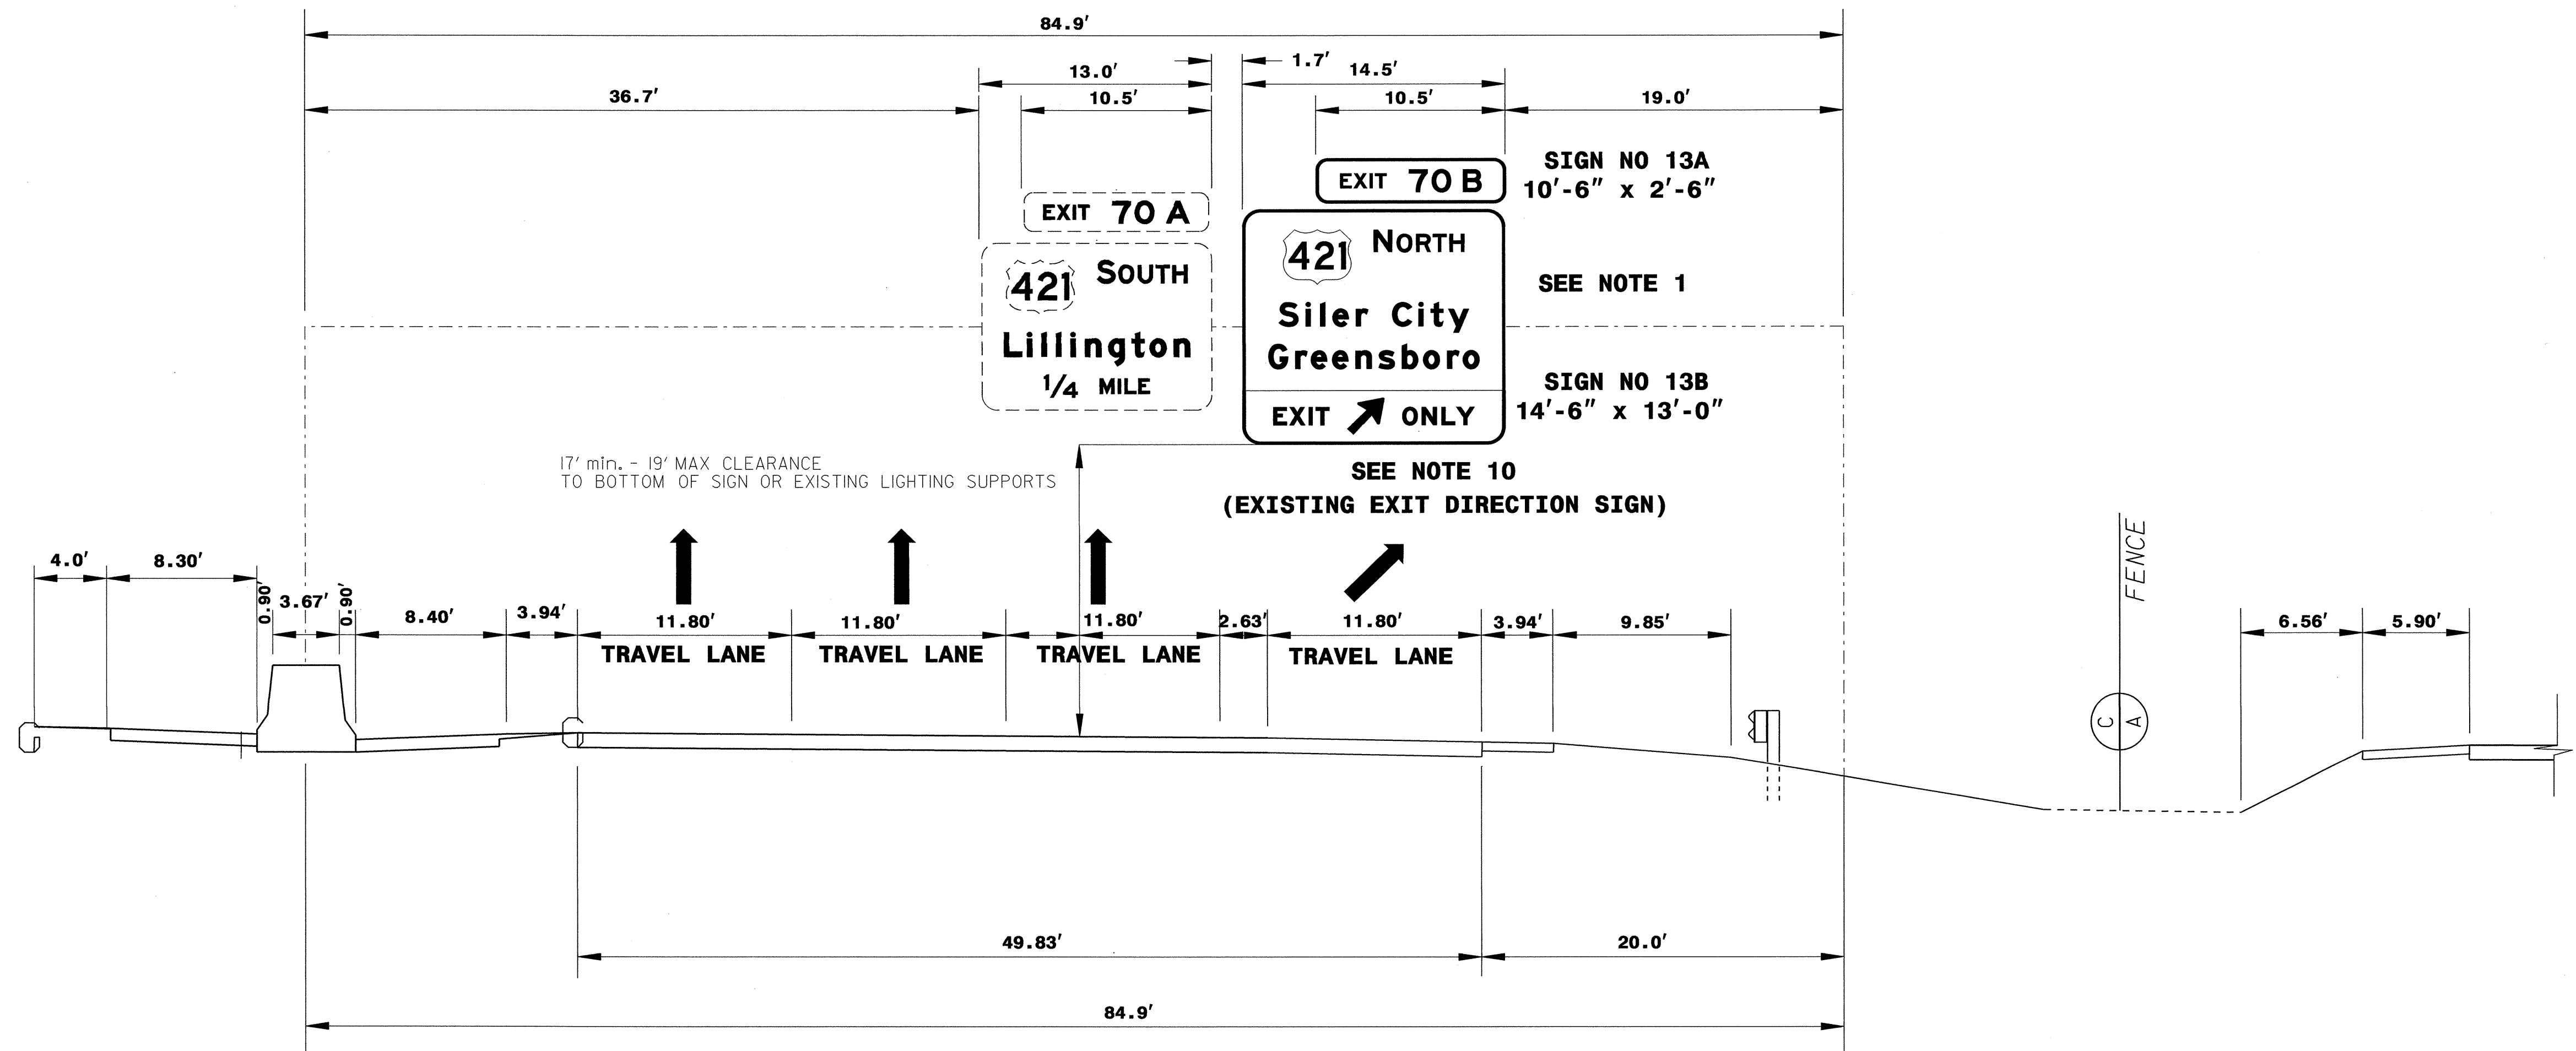 84.9'
1.7'
13.0'
14.5'
36.7'
10.5'
10.5'
19.0'
EXIT 70 A
421 SOUTH
Lillington
1/4 MILE
EXIT 70 B
421 NORTH
Siler City
Greensboro
EXIT ONLY
SIGN NO 13A
10'-6" x 2'-6"
SEE NOTE 1
SIGN NO 13B
14'-6" x 13'-0"
17' min. - 19' MAX CLEARANCE
TO BOTTOM OF SIGN OR EXISTING LIGHTING SUPPORTS
SEE NOTE 10
(EXISTING EXIT DIRECTION SIGN)
FENCE
4.0'
8.30'
0.90'
3.67'
0.90'
8.40'
3.94'
11.80'
11.80'
11.80'
2.63'
11.80'
3.94'
9.85'
6.56'
5.90'
TRAVEL LANE
TRAVEL LANE
TRAVEL LANE
TRAVEL LANE
C A
49.83'
20.0'
84.9'